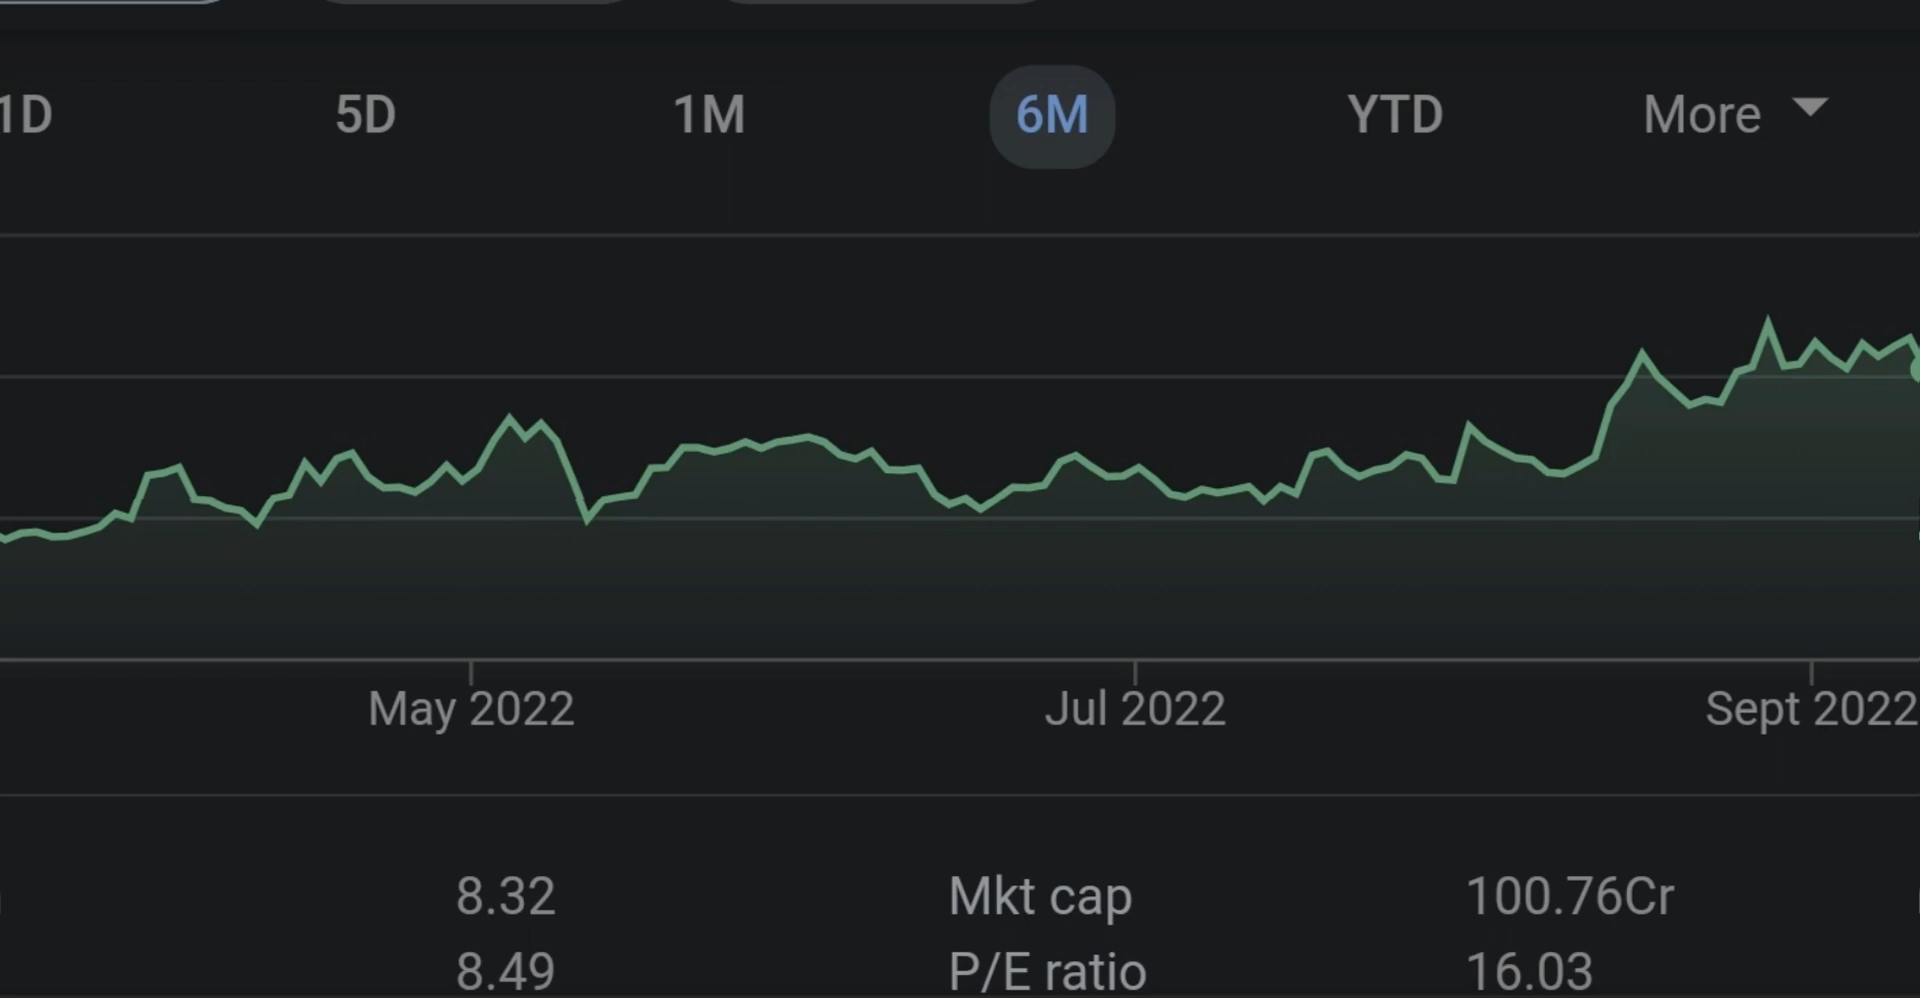 1D 5D 1M 6M YTD More
May 2022 Jul 2022 Sept 2022
8.32 Mkt cap 100.76Cr
8.49 P/E ratio 16.03